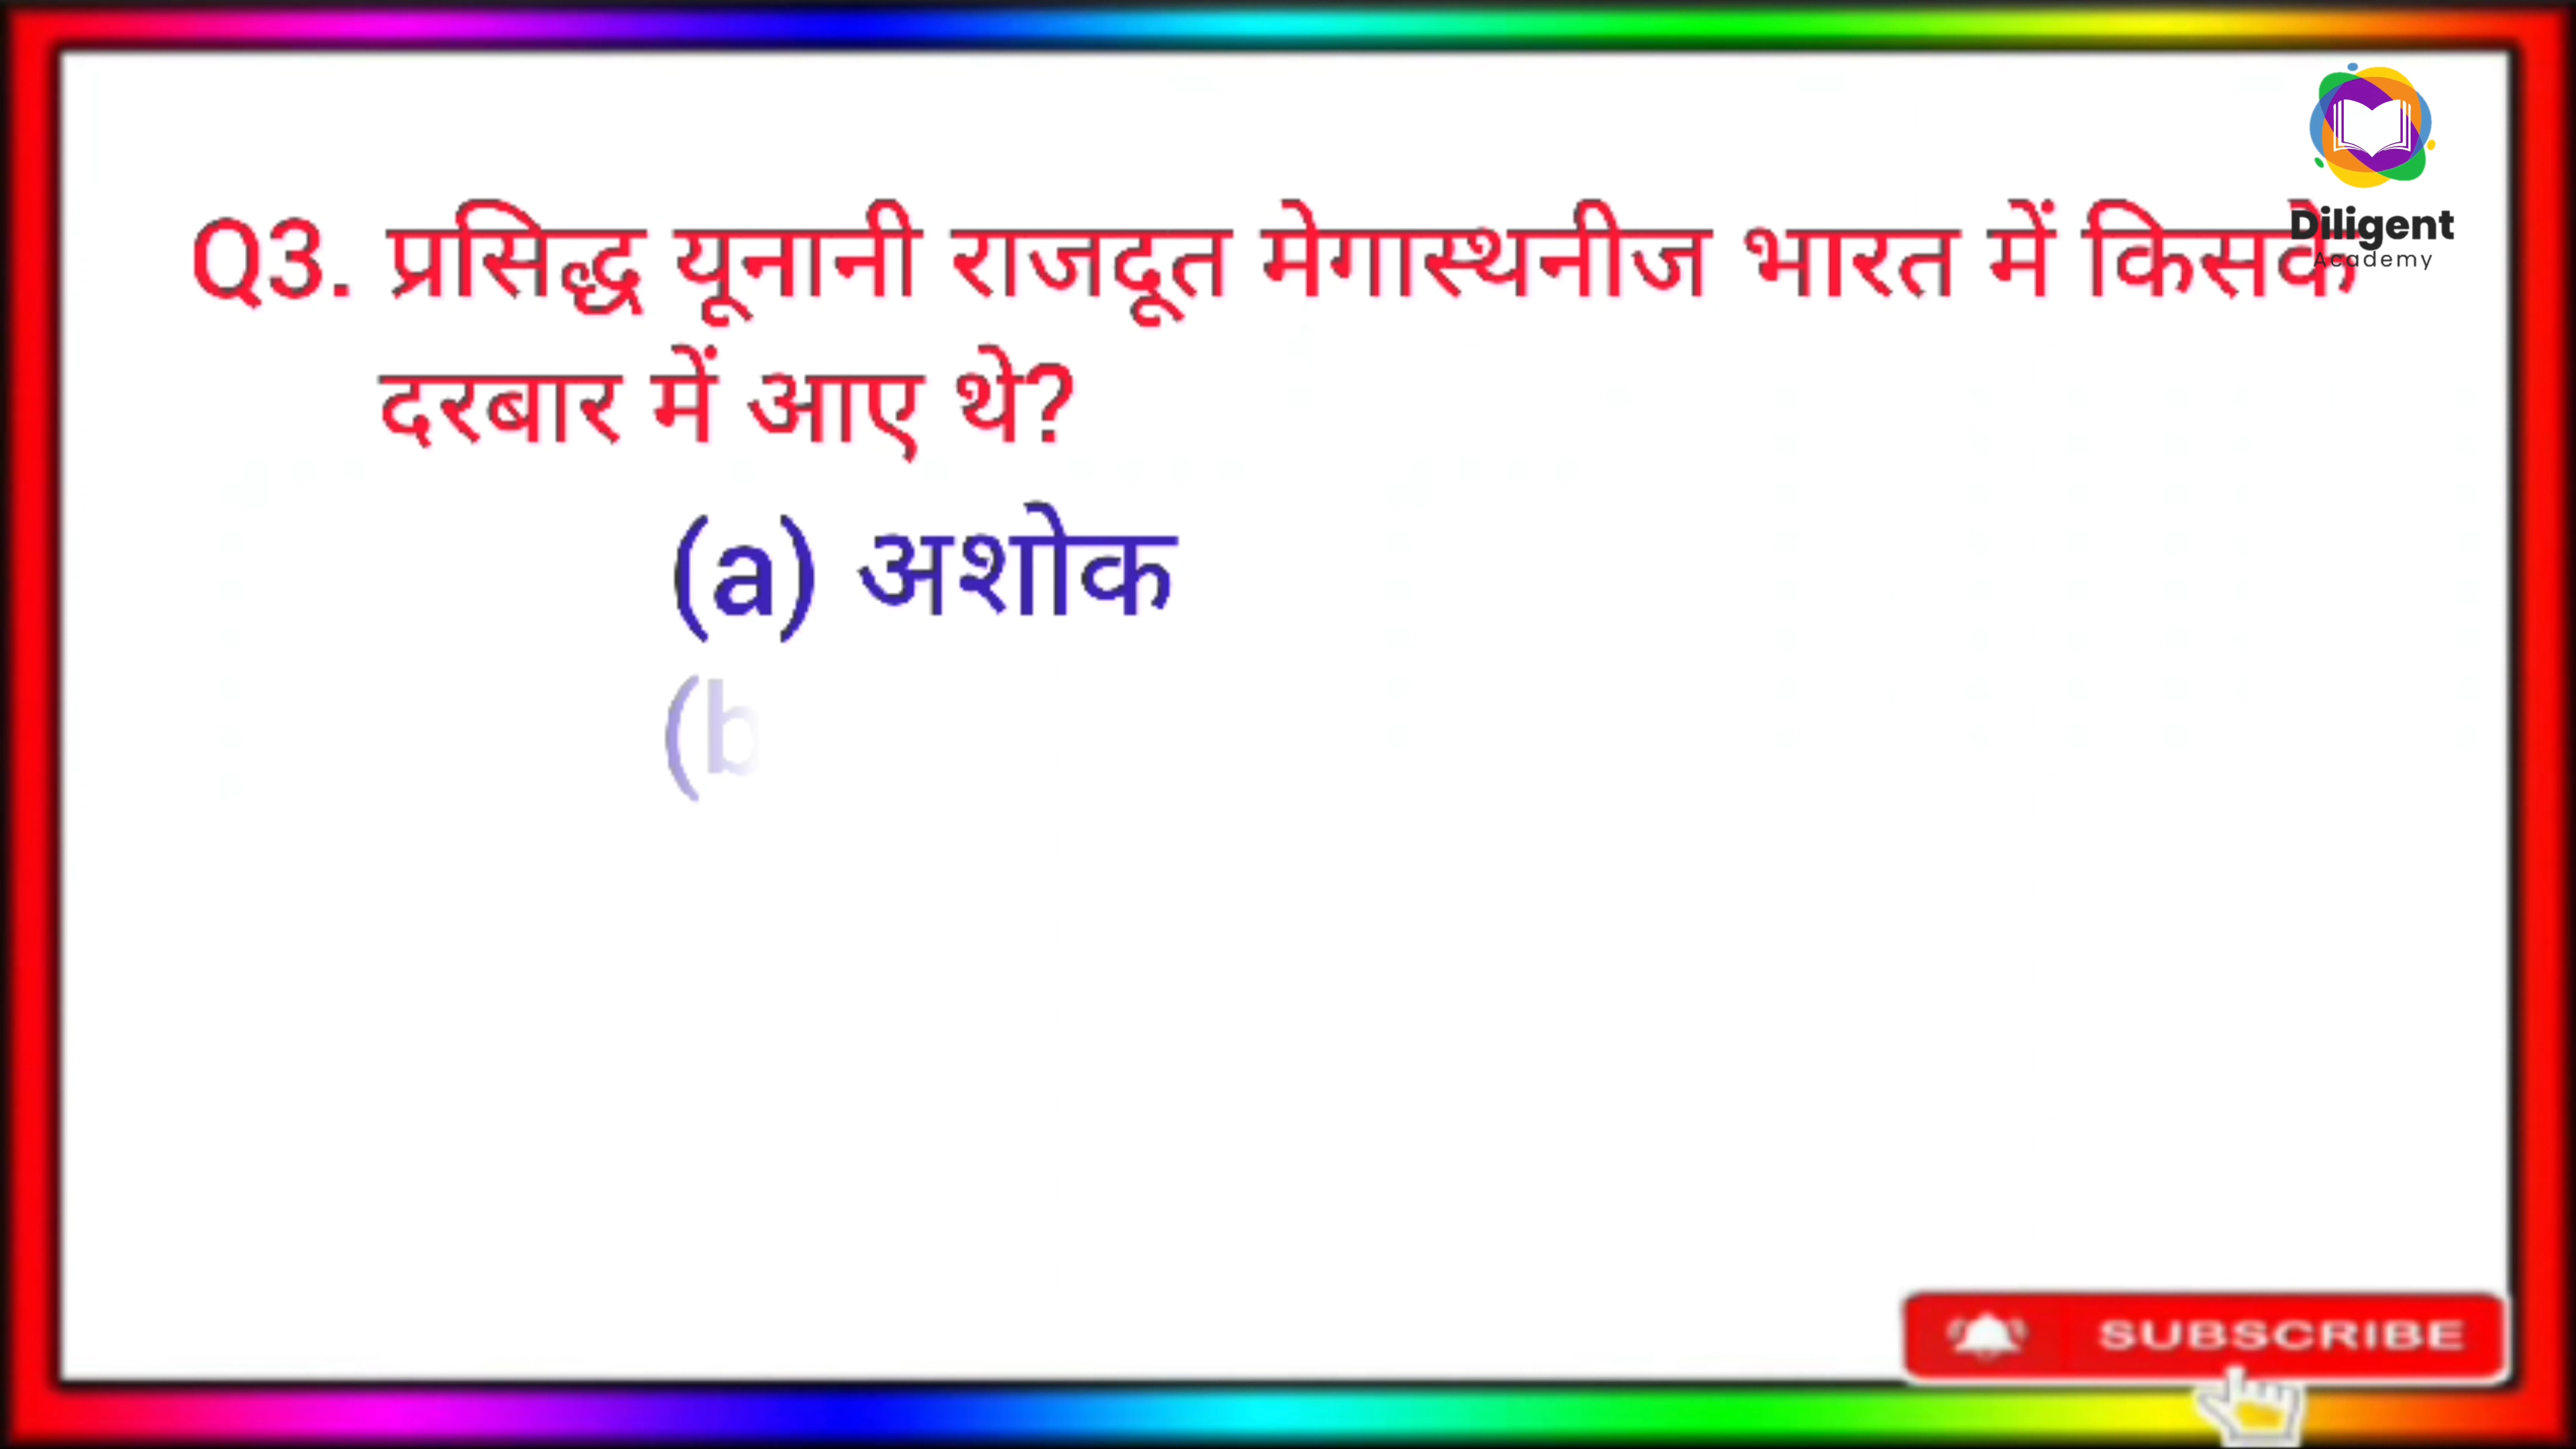 Diligent
Academy
Q3. प्रसिद्ध यूनानी राजदूत मेगास्थनीज भारत में किसके
दरबार में आए थे?
(a) अशोक
(b
SUBSCRIBE